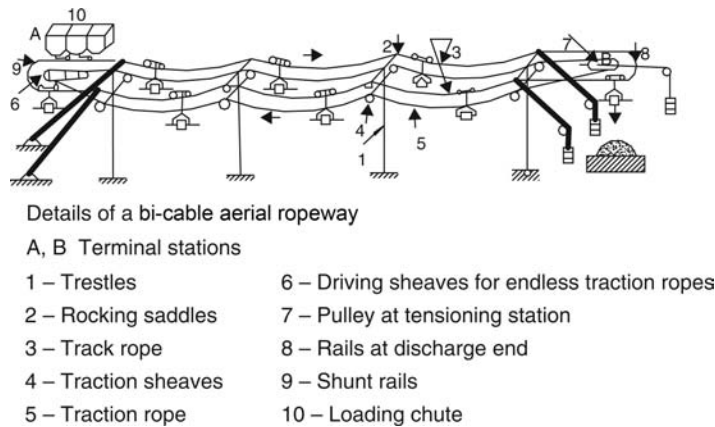 10
A
2
3
7
B
8
9
6
4
5
1
Details of a bi-cable aerial ropeway
A, B Terminal stations
1 – Trestles
2 – Rocking saddles
3 – Track rope
4 – Traction sheaves
5 – Traction rope
6 – Driving sheaves for endless traction ropes
7 – Pulley at tensioning station
8 – Rails at discharge end
9 – Shunt rails
10 – Loading chute